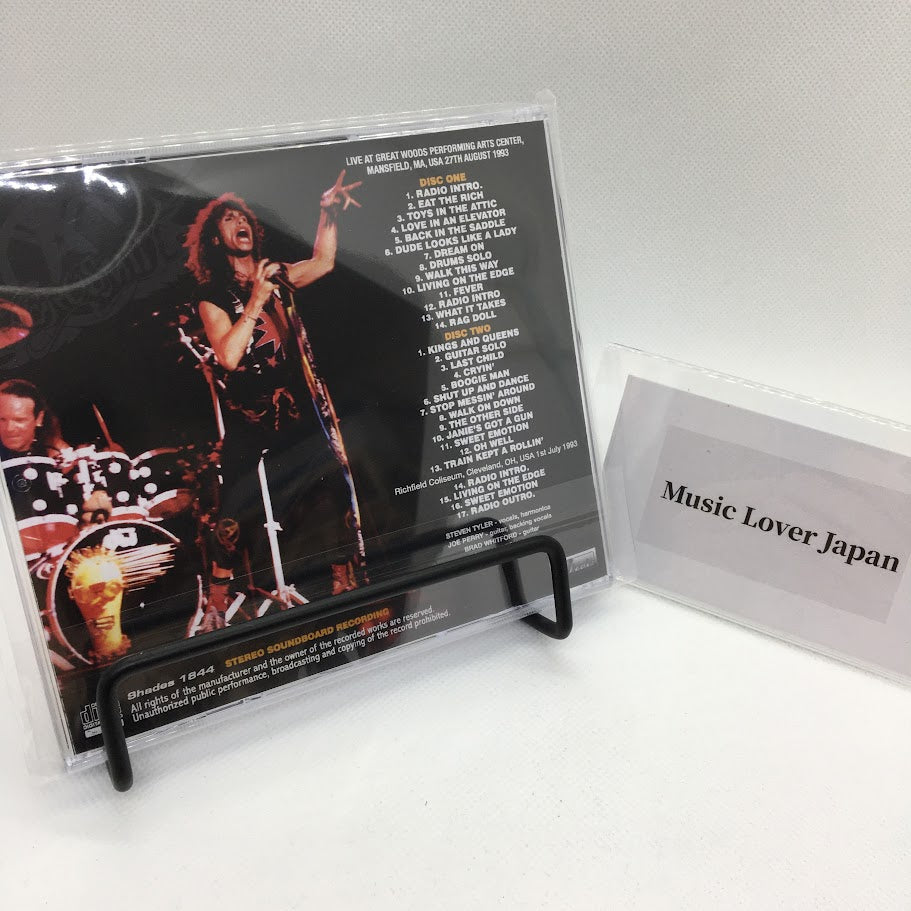 LIVE AT GREAT WOODS PERFORMING ARTS CENTER,
MANSFIELD, MA, USA 27TH AUGUST 1993
DISC ONE
1. RADIO INTRO.
2. EAT THE RICH
3. TOYS IN THE ATTIC
4. LOVE IN AN ELEVATOR
5. BACK IN THE SADDLE
6. DUDE LOOKS LIKE A LADY
7. DREAM ON
8. DRUMS SOLO
9. WALK THIS WAY
10. LIVING ON THE EDGE
11. FEVER
12. RADIO INTRO
13. WHAT IT TAKES
14. RAG DOLL
DISC TWO
1. KINGS AND QUEENS
2. GUITAR SOLO
3. LAST CHILD
4. CRYIN'
5. BOOGIE MAN
6. SHUT UP AND DANCE
7. STOP MESSIN' AROUND
8. WALK ON DOWN
9. THE OTHER SIDE
10. JANIE'S GOT A GUN
11. SWEET EMOTION
12. OH WELL
13. TRAIN KEPT A ROLLIN'
Richfield Coliseum, Cleveland, OH, USA 1st July 1993
14. RADIO INTRO.
15. LIVING ON THE EDGE
16. SWEET EMOTION
17. RADIO OUTRO.
STEVEN TYLER - vocals, harmonica
JOE PERRY - guitar, backing vocals
BRAD WHITFORD - guitar
Shades 1844 STEREO SOUNDBOARD RECORDING
All rights of the manufacturer and the owner of the recorded works are reserved.
Unauthorized public performance, broadcasting and copying of the record prohibited.
Music Lover Japan